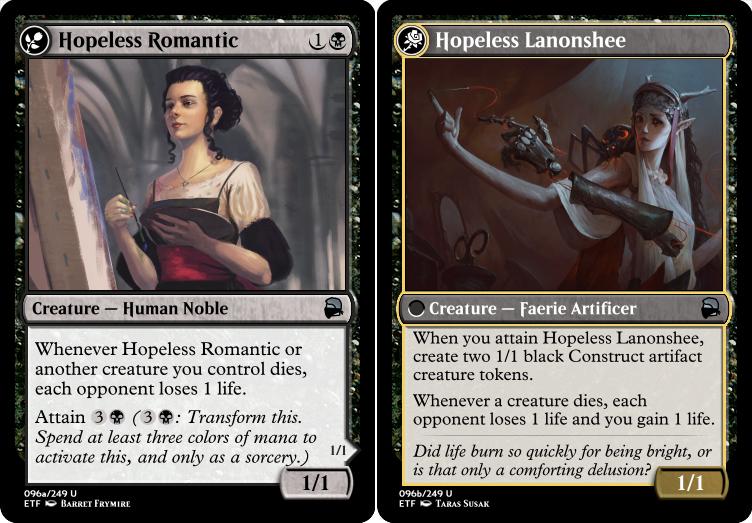 Hopeless Romantic 1
Creature — Human Noble
Whenever Hopeless Romantic or
another creature you control dies,
each opponent loses 1 life.
Attain 3 (3: Transform this.
Spend at least three colors of mana to
activate this, and only as a sorcery.)
1/1
1/1
096a/249 U
ETF Barret Frymire
Hopeless Lanonshee
Creature — Faerie Artificer
When you attain Hopeless Lanonshee,
create two 1/1 black Construct artifact
creature tokens.
Whenever a creature dies, each
opponent loses 1 life and you gain 1 life.
Did life burn so quickly for being bright, or
is that only a comforting delusion?
1/1
096b/249 U
ETF Taras Susak